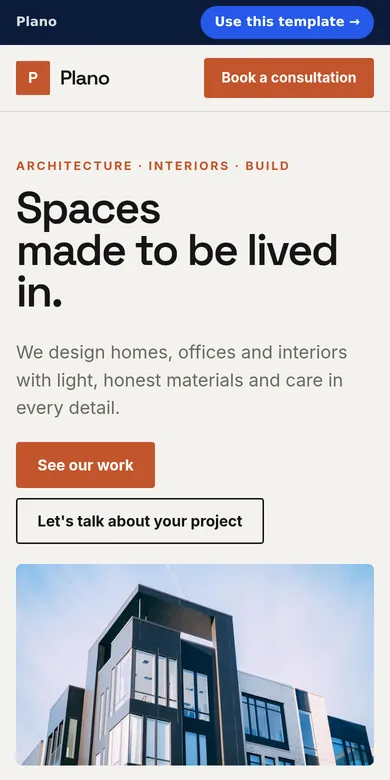 Plano
Use this template →
P
Plano
Book a consultation
ARCHITECTURE · INTERIORS · BUILD
Spaces
made to be lived
in.
We design homes, offices and interiors
with light, honest materials and care in
every detail.
See our work
Let's talk about your project